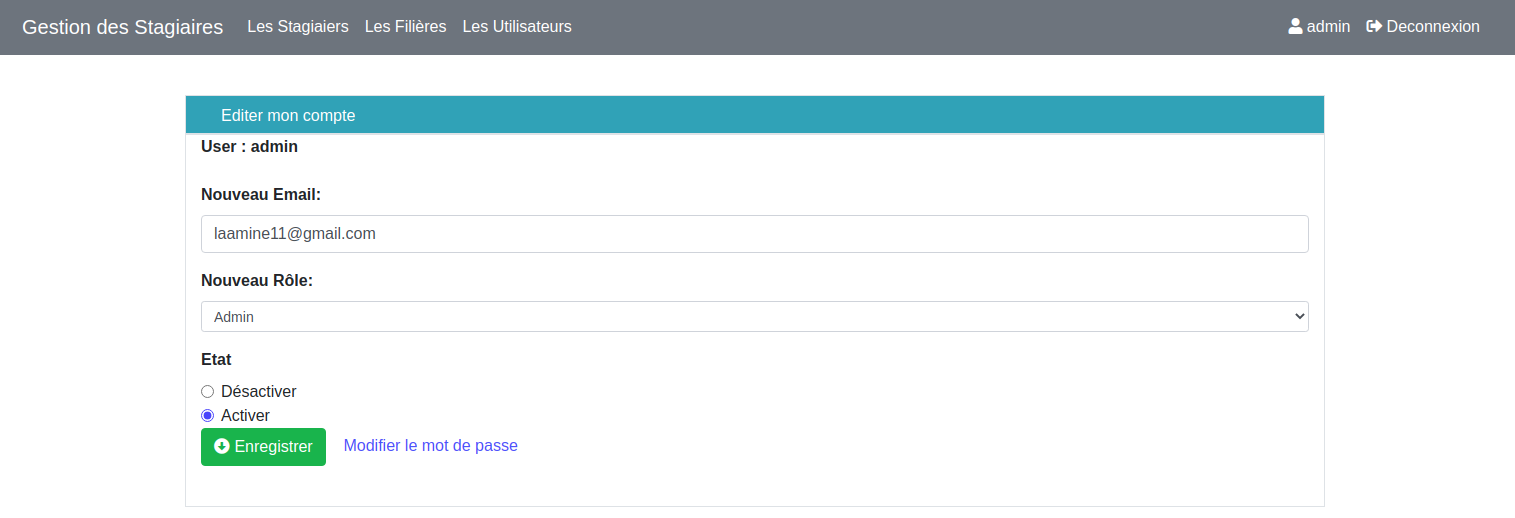 Gestion des Stagiaires Les Stagiaiers Les Filières Les Utilisateurs admin Deconnexion
Editer mon compte
User : admin
Nouveau Email:
laamine11@gmail.com
Nouveau Rôle:
Admin
Etat
Désactiver
Activer
Enregistrer Modifier le mot de passe